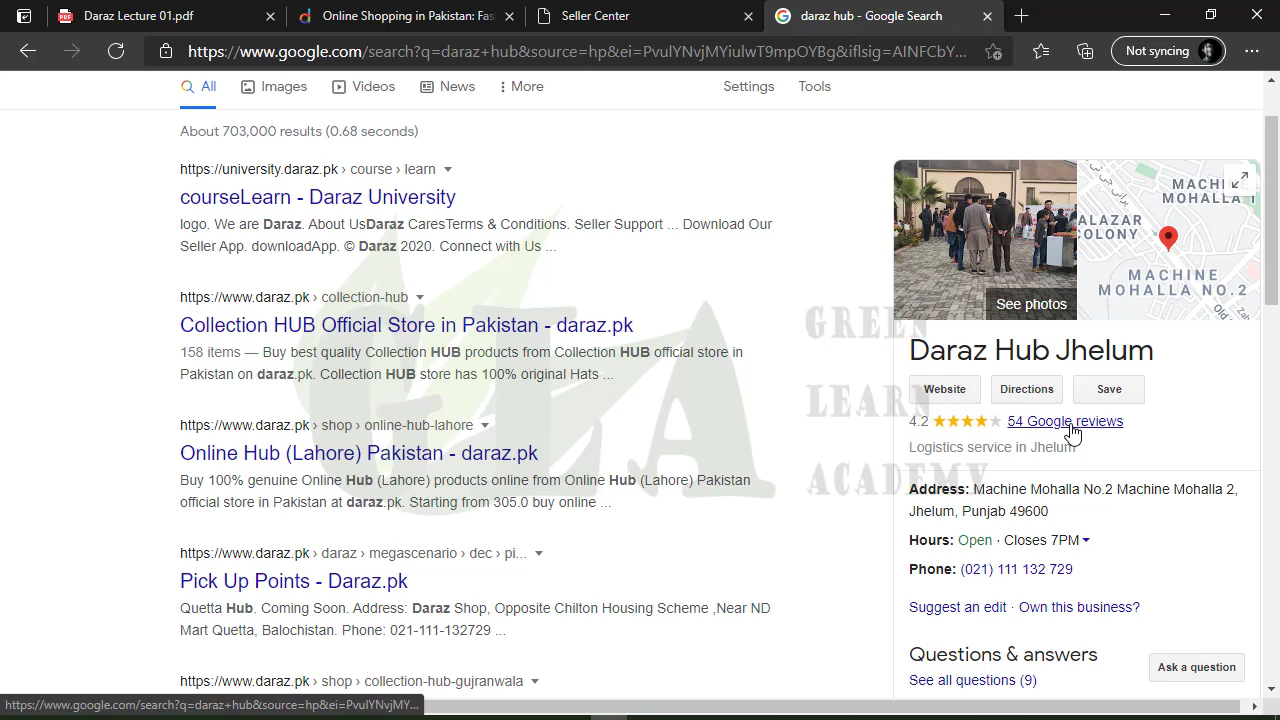 Daraz Lecture 01.pdf
Online Shopping in Pakistan: Fas
Seller Center
daraz hub - Google Search
https://www.google.com/search?q=daraz+hub&source=hp&ei=PvulYNvjMYiulwT9mpOYBg&iflsig=AINFCbY...
Not syncing
All
Images
Videos
News
More
Settings
Tools
About 703,000 results (0.68 seconds)
https://university.daraz.pk › course › learn
courseLearn - Daraz University
logo. We are Daraz. About UsDaraz CaresTerms & Conditions. Seller Support ... Download Our
Seller App. downloadApp. © Daraz 2020. Connect with Us ...
https://www.daraz.pk › collection-hub
Collection HUB Official Store in Pakistan - daraz.pk
158 items — Buy best quality Collection HUB products from Collection HUB official store in
Pakistan on daraz.pk. Collection HUB store has 100% original Hats ...
https://www.daraz.pk › shop › online-hub-lahore
Online Hub (Lahore) Pakistan - daraz.pk
Buy 100% genuine Online Hub (Lahore) products online from Online Hub (Lahore) Pakistan
official store in Pakistan at daraz.pk. Starting from 305.0 buy online ...
https://www.daraz.pk › daraz › megascenario › dec › pi...
Pick Up Points - Daraz.pk
Quetta Hub. Coming Soon. Address: Daraz Shop, Opposite Chilton Housing Scheme ,Near ND
Mart Quetta, Balochistan. Phone: 021-111-132729 ...
https://www.daraz.pk › shop › collection-hub-gujranwala
GLA
GREEN
LEARN
ACADEMY
See photos
ALAZAR
COLONY
MACHINE
MOHALLA NO.2
Daraz Hub Jhelum
Website
Directions
Save
4.2
54 Google reviews
Logistics service in Jhelum
Address: Machine Mohalla No.2 Machine Mohalla 2,
Jhelum, Punjab 49600
Hours: Open · Closes 7PM
Phone: (021) 111 132 729
Suggest an edit · Own this business?
Questions & answers
See all questions (9)
Ask a question
https://www.google.com/search?q=daraz+hub&source=hp&ei=PvulYNvjMY...